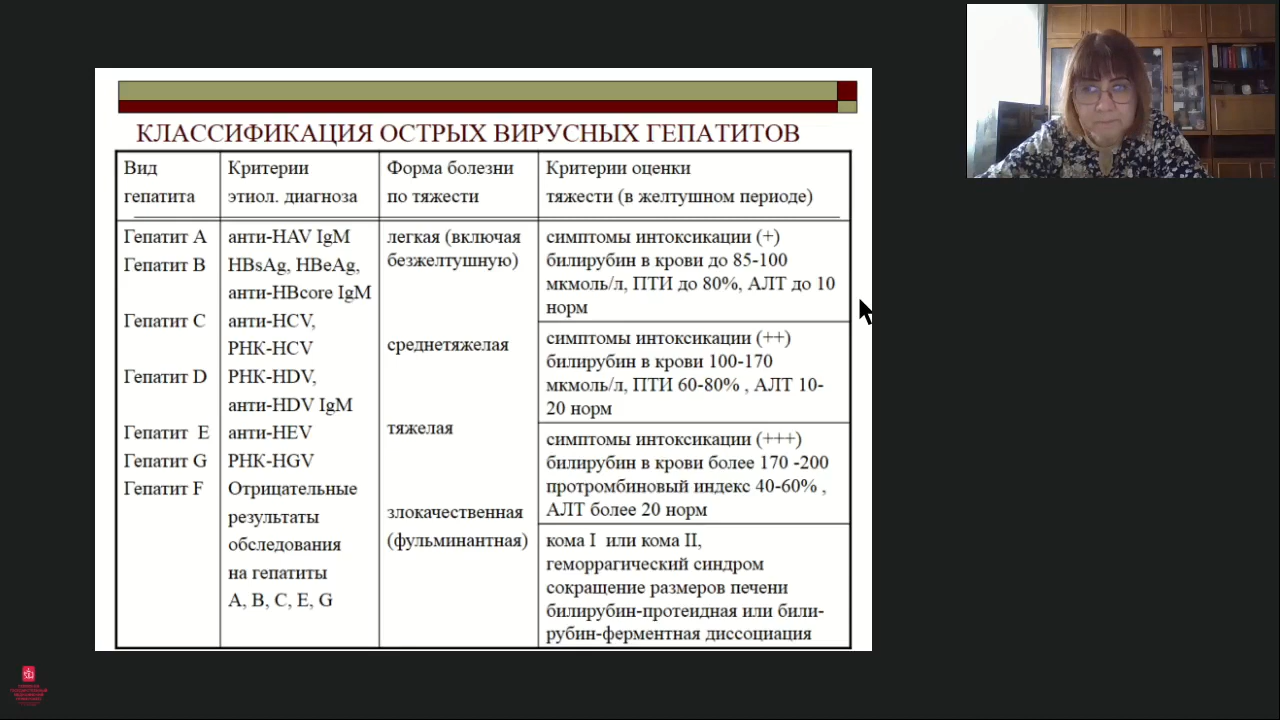 КЛАССИФИКАЦИЯ ОСТРЫХ ВИРУСНЫХ ГЕПАТИТОВ
Вид
гепатита
Критерии
этиол. диагноза
Форма болезни
по тяжести
Критерии оценки
тяжести (в желтушном периоде)
Гепатит А
Гепатит В
Гепатит С
Гепатит D
Гепатит Е
Гепатит G
Гепатит F
анти-HAV IgM
HBsAg, HBeAg,
анти-HBcore IgM
анти-HCV,
РНК-HCV
РНК-HDV,
анти-HDV IgM
анти-HEV
РНК-HGV
Отрицательные
результаты
обследования
на гепатиты
А, В, С, Е, G
легкая (включая
безжелтушную)
среднетяжелая
тяжелая
злокачественная
(фульминантная)
симптомы интоксикации (+)
билирубин в крови до 85-100
мкмоль/л, ПТИ до 80%, АЛТ до 10
норм
симптомы интоксикации (++)
билирубин в крови 100-170
мкмоль/л, ПТИ 60-80% , АЛТ 10-
20 норм
симптомы интоксикации (+++)
билирубин в крови более 170 -200
протромбиновый индекс 40-60% ,
АЛТ более 20 норм
кома I или кома II,
геморрагический синдром
сокращение размеров печени
билирубин-протеидная или били-
рубин-ферментная диссоциация